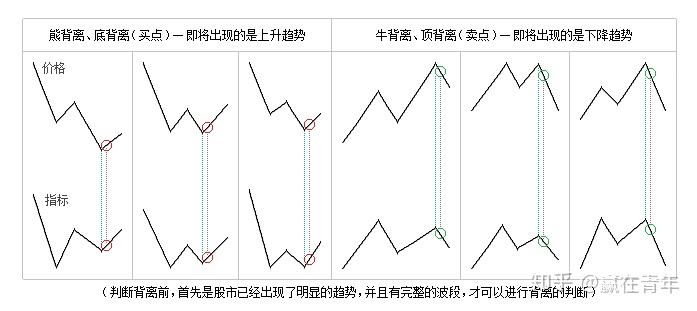 熊背离、底背离(买点)—即将出现的是上升趋势
牛背离、顶背离(卖点)—即将出现的是下降趋势
价格
指标
(判断背离前,首先是股市已经出现了明显的趋势,并且有完整的波段,才可以进行背离的判断)
知乎 @赢在青年